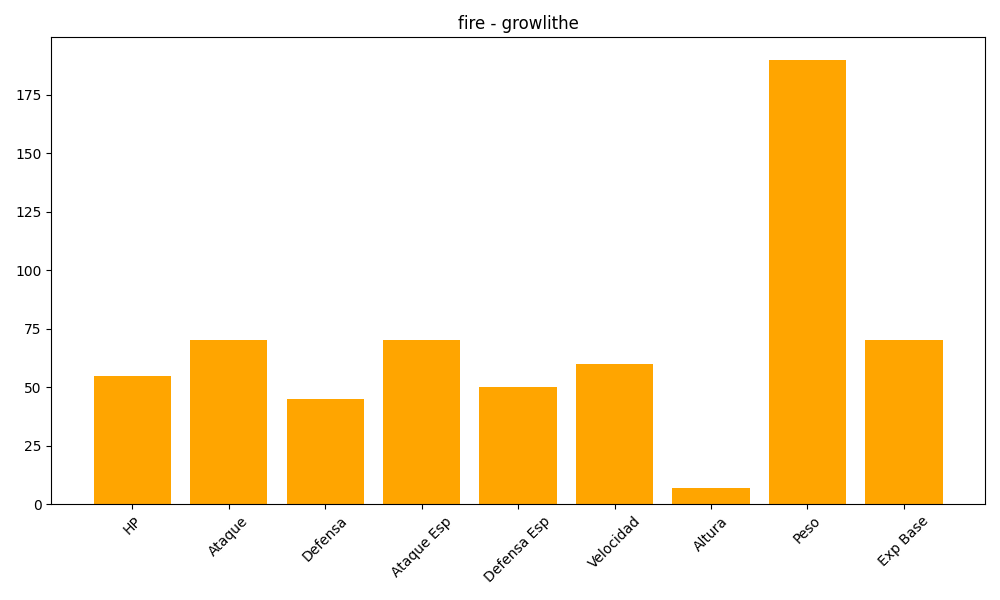 fire - growlithe
175
150
125
100
75
50
25
0
HP
Ataque
Defensa
Ataque Esp
Defensa Esp
Velocidad
Altura
Peso
Exp Base